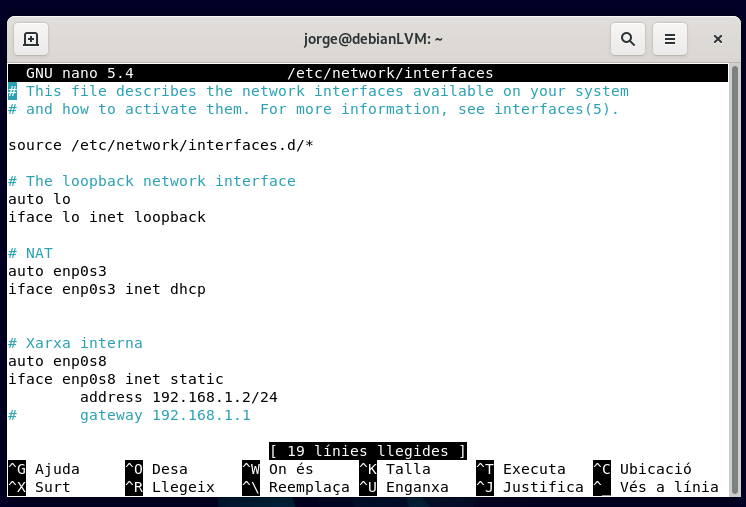 jorge@debianLVM: ~
GNU nano 5.4 /etc/network/interfaces
# This file describes the network interfaces available on your system
# and how to activate them. For more information, see interfaces(5).
source /etc/network/interfaces.d/*
# The loopback network interface
auto lo
iface lo inet loopback
# NAT
auto enp0s3
iface enp0s3 inet dhcp
# Xarxa interna
auto enp0s8
iface enp0s8 inet static
        address 192.168.1.2/24
#       gateway 192.168.1.1
[ 19 línies llegides ]
^G Ajuda ^O Desa ^W On és ^K Talla ^T Executa ^C Ubicació
^X Surt ^R Llegeix ^\ Reemplaça ^U Enganxa ^J Justifica ^_ Vés a línia